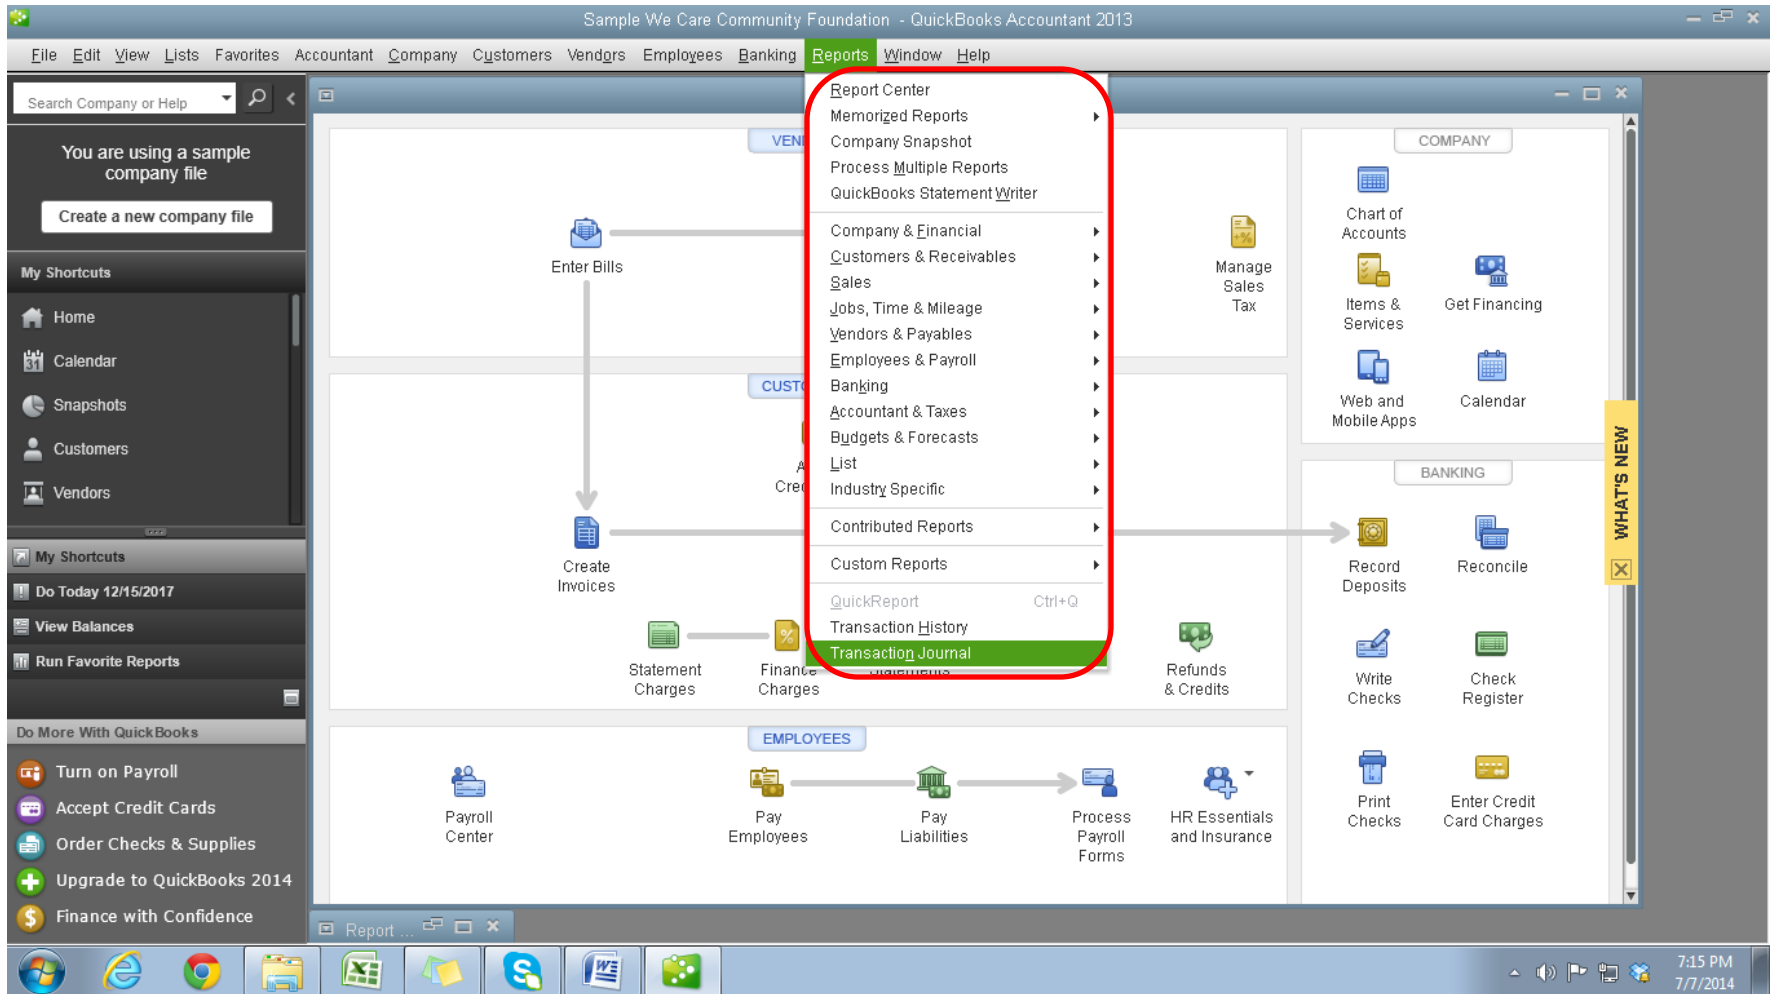 Sample We Care Community Foundation - QuickBooks Accountant 2013
File Edit View Lists Favorites Accountant Company Customers Vendors Employees Banking Reports Window Help
Search Company or Help
You are using a sample
company file
Create a new company file
My Shortcuts
Home
31
Calendar
Snapshots
Customers
Vendors
My Shortcuts
Do Today 12/15/2017
View Balances
Run Favorite Reports
Do More With QuickBooks
Turn on Payroll
Accept Credit Cards
Order Checks & Supplies
Upgrade to QuickBooks 2014
Finance with Confidence
Report Center
Memorized Reports
Company Snapshot
Process Multiple Reports
QuickBooks Statement Writer
Company & Financial
Customers & Receivables
Sales
Jobs, Time & Mileage
Vendors & Payables
Employees & Payroll
Banking
Accountant & Taxes
Budgets & Forecasts
List
Industry Specific
Contributed Reports
Custom Reports
QuickReport Ctrl+Q
Transaction History
Transaction Journal
VEN
Enter Bills
Manage
Sales
Tax
CUSTO
A
Cred
Create
Invoices
Statement
Charges
Finance
Charges
Statements
Refunds
& Credits
EMPLOYEES
Payroll
Center
Pay
Employees
Pay
Liabilities
Process
Payroll
Forms
HR Essentials
and Insurance
COMPANY
Chart of
Accounts
Items &
Services
Get Financing
Web and
Mobile Apps
Calendar
BANKING
Record
Deposits
Reconcile
Write
Checks
Check
Register
Print
Checks
Enter Credit
Card Charges
WHAT'S NEW
Report ...
7:15 PM
7/7/2014